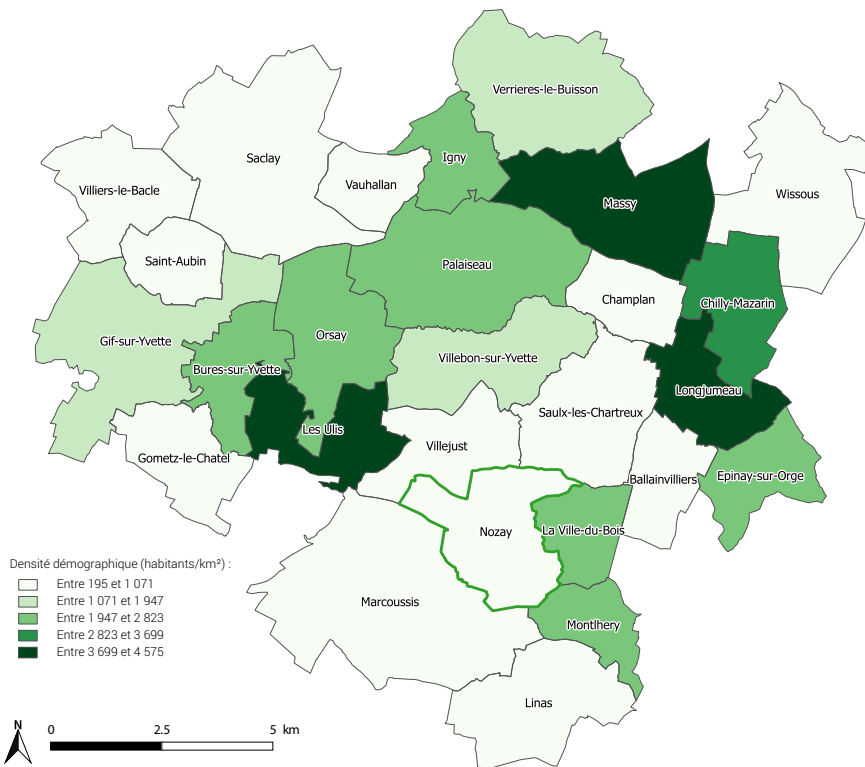 Verrieres-le-Buisson
Igny
Saclay
Vauhallan
Villiers-le-Bacle
Wissous
Massy
Saint-Aubin
Palaiseau
Champlan
Chilly-Mazarin
Gif-sur-Yvette
Orsay
Villebon-sur-Yvette
Bures-sur-Yvette
Longjumeau
Saulx-les-Chartreux
Les Ulis
Villejust
Gometz-le-Chatel
Ballainvilliers
Epinay-sur-Orge
Nozay
La Ville-du-Bois
Marcoussis
Montlhery
Linas
Densité démographique (habitants/km²) :
Entre 195 et 1 071
Entre 1 071 et 1 947
Entre 1 947 et 2 823
Entre 2 823 et 3 699
Entre 3 699 et 4 575
N
0 2.5 5 km